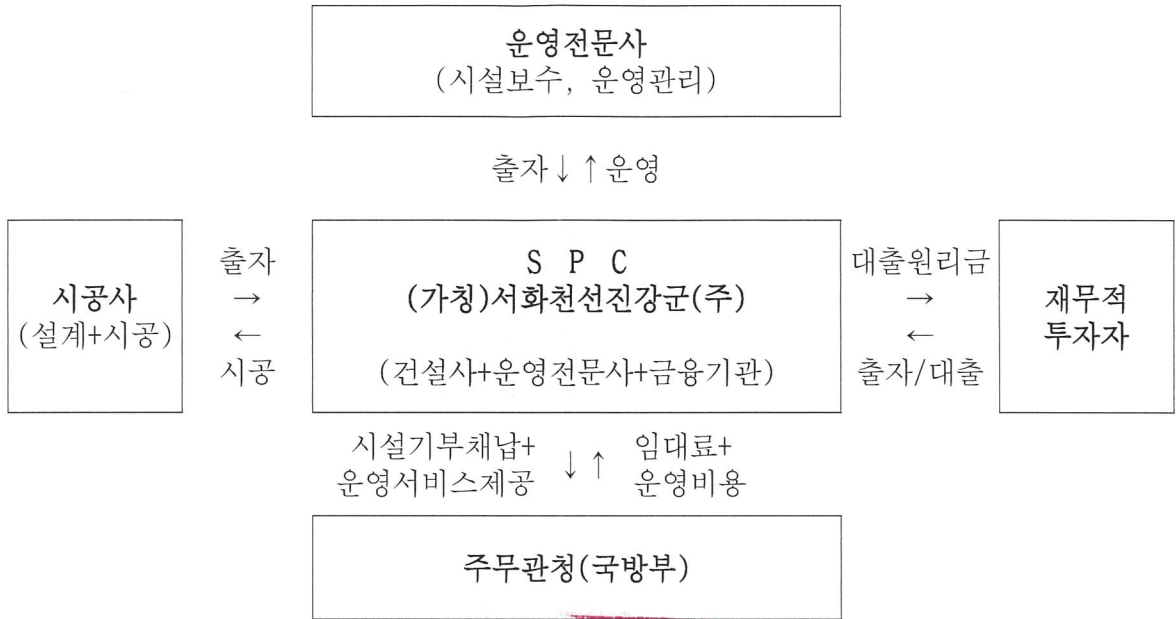 운영전문사
(시설보수, 운영관리)
출자↓ ↑운영
시공사
(설계+시공)
출자
→
←
시공
S P C
(가칭)서화천선진강군(주)
(건설사+운영전문사+금융기관)
대출원리금
→
←
출자/대출
재무적
투자자
시설기부채납+
운영서비스제공
↓ ↑
임대료+
운영비용
주무관청(국방부)